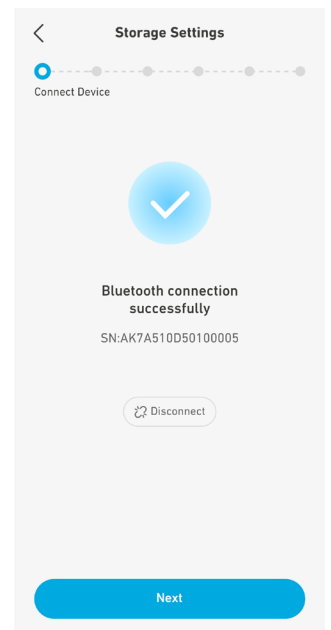 Storage Settings
Connect Device
Bluetooth connection
successfully
SN:AK7A510D50100005
Disconnect
Next